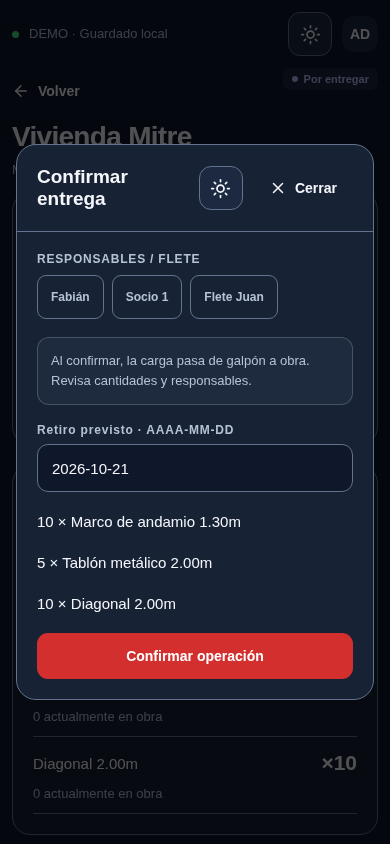 DEMO · Guardado local
AD
Por entregar
Volver
Vivienda Mitre
Confirmar
entrega
Cerrar
RESPONSABLES / FLETE
Fabián
Socio 1
Flete Juan
Al confirmar, la carga pasa de galpón a obra.
Revisa cantidades y responsables.
Retiro previsto · AAAA-MM-DD
2026-10-21
10 × Marco de andamio 1.30m
5 × Tablón metálico 2.00m
10 × Diagonal 2.00m
Confirmar operación
0 actualmente en obra
Diagonal 2.00m
×10
0 actualmente en obra